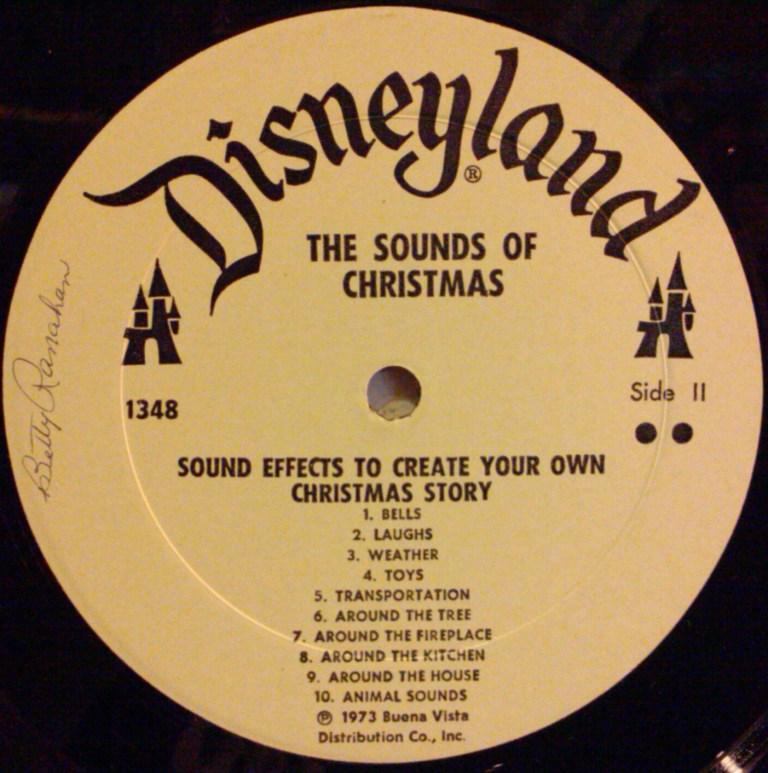 Disneyland®
THE SOUNDS OF
CHRISTMAS
Betty Ranahan
1348
Side II
SOUND EFFECTS TO CREATE YOUR OWN
CHRISTMAS STORY
1. BELLS
2. LAUGHS
3. WEATHER
4. TOYS
5. TRANSPORTATION
6. AROUND THE TREE
7. AROUND THE FIREPLACE
8. AROUND THE KITCHEN
9. AROUND THE HOUSE
10. ANIMAL SOUNDS
℗ 1973 Buena Vista
Distribution Co., Inc.